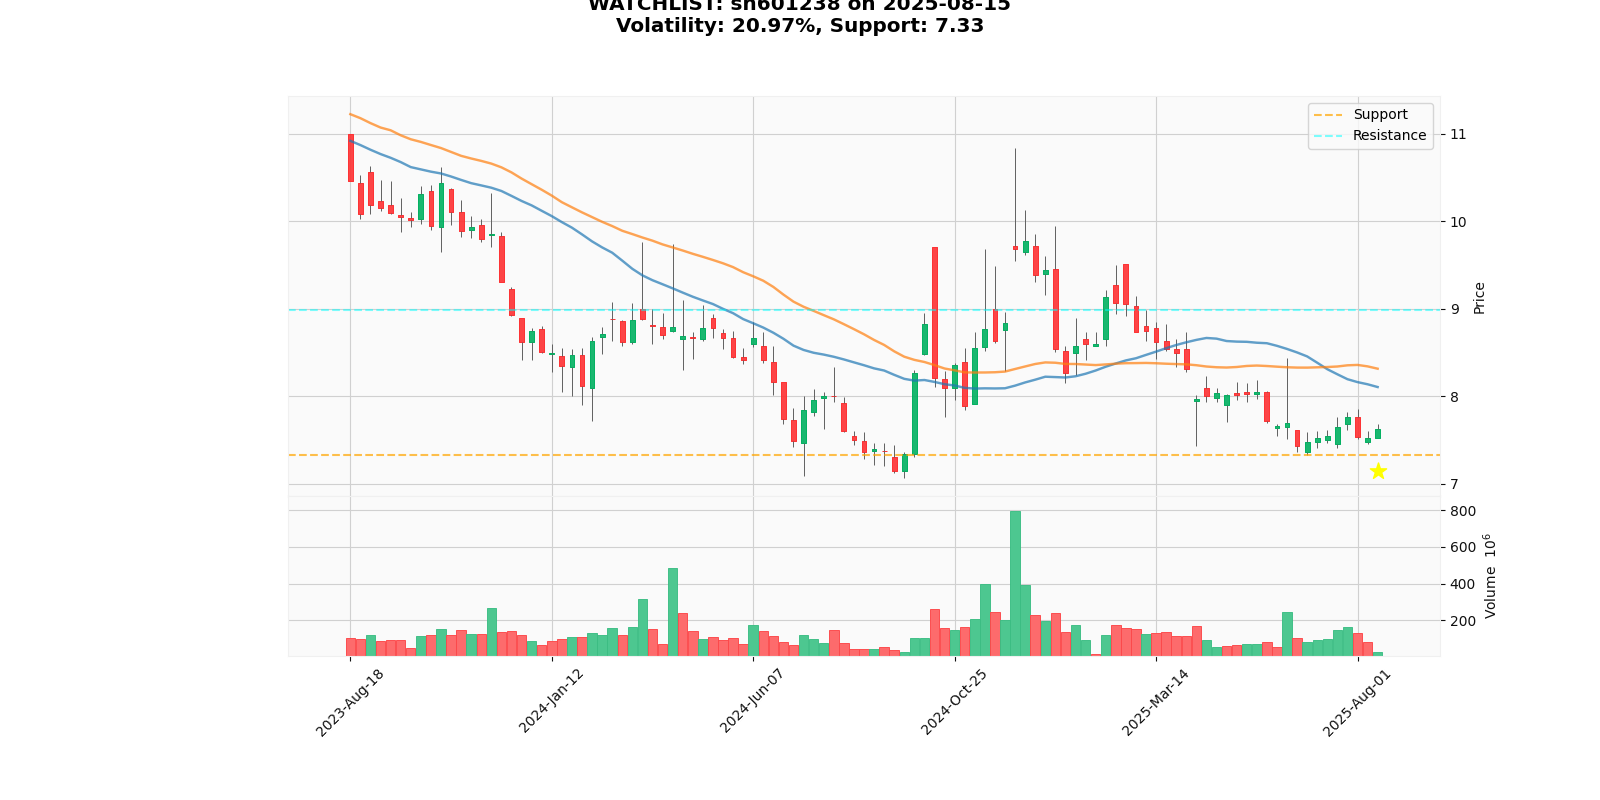 WATCHLIST: sh601238 on 2025-08-15
Volatility: 20.97%, Support: 7.33
Support
Resistance
11
10
9
8
7
Price
800
600
400
200
Volume 10^6
2023-Aug-18
2024-Jan-12
2024-Jun-07
2024-Oct-25
2025-Mar-14
2025-Aug-01